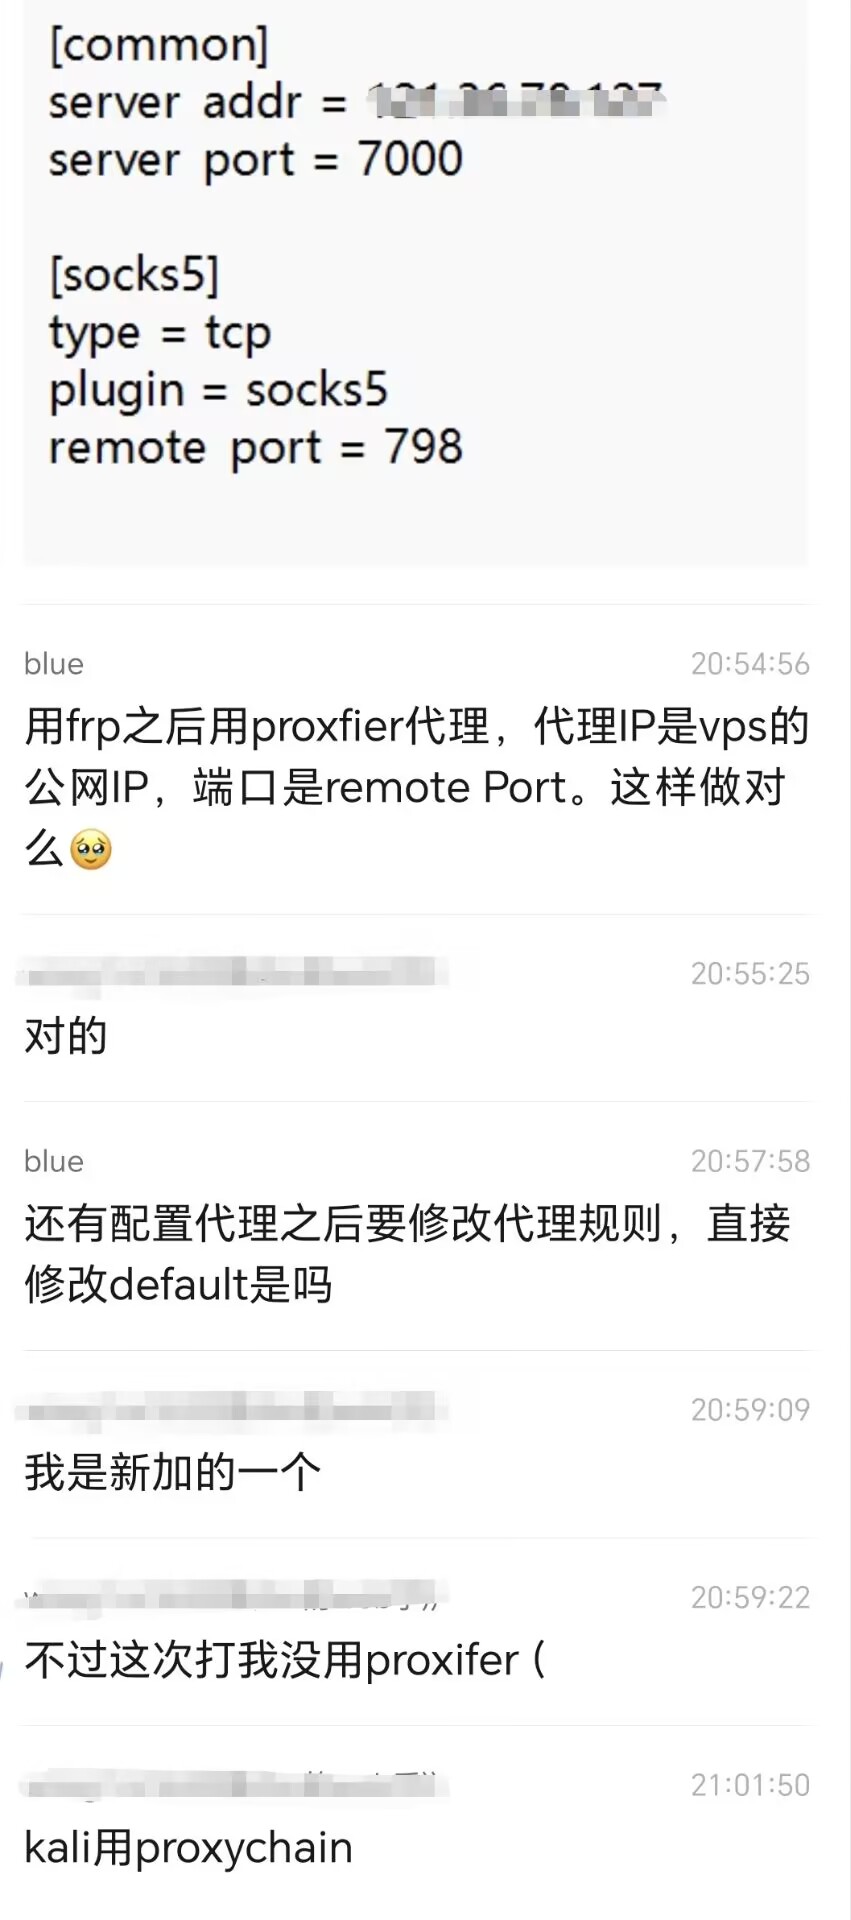 [common]
server addr =
server port = 7000
[socks5]
type = tcp
plugin = socks5
remote port = 798
blue 20:54:56
用frp之后用proxfier代理，代理IP是vps的
公网IP，端口是remote Port。这样做对
么🥹
20:55:25
对的
blue 20:57:58
还有配置代理之后要修改代理规则，直接
修改default是吗
20:59:09
我是新加的一个
20:59:22
不过这次打我没用proxifer（
21:01:50
kali用proxychain